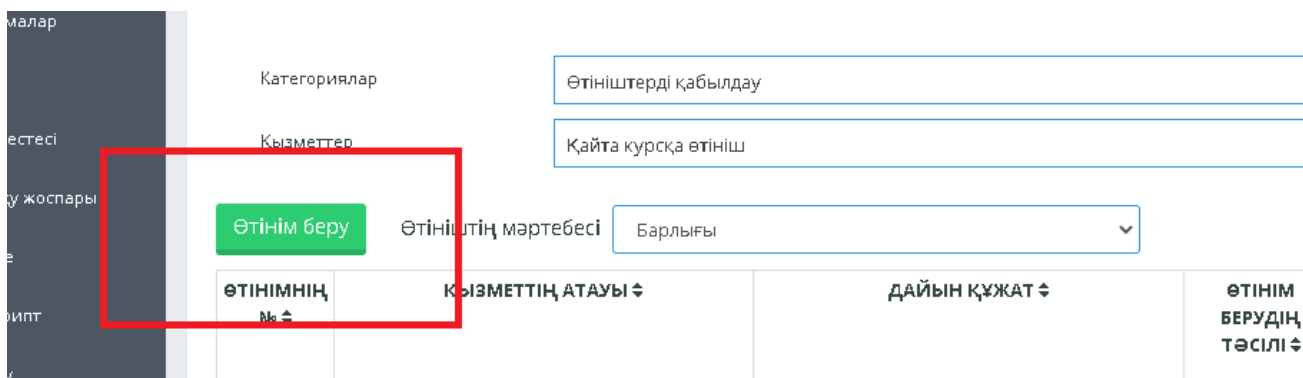 малар
Категориялар Өтініштерді қабылдау
естесі Қызметтер Қайта курсқа өтініш
қу жоспары
Өтінім беру Өтініштің мәртебесі Барлығы
е
ӨТІНІМНІҢ № ҚЫЗМЕТТІҢ АТАУЫ ДАЙЫН ҚҰЖАТ ӨТІНІМ
рипт БЕРУДІҢ
ТӘСІЛІ